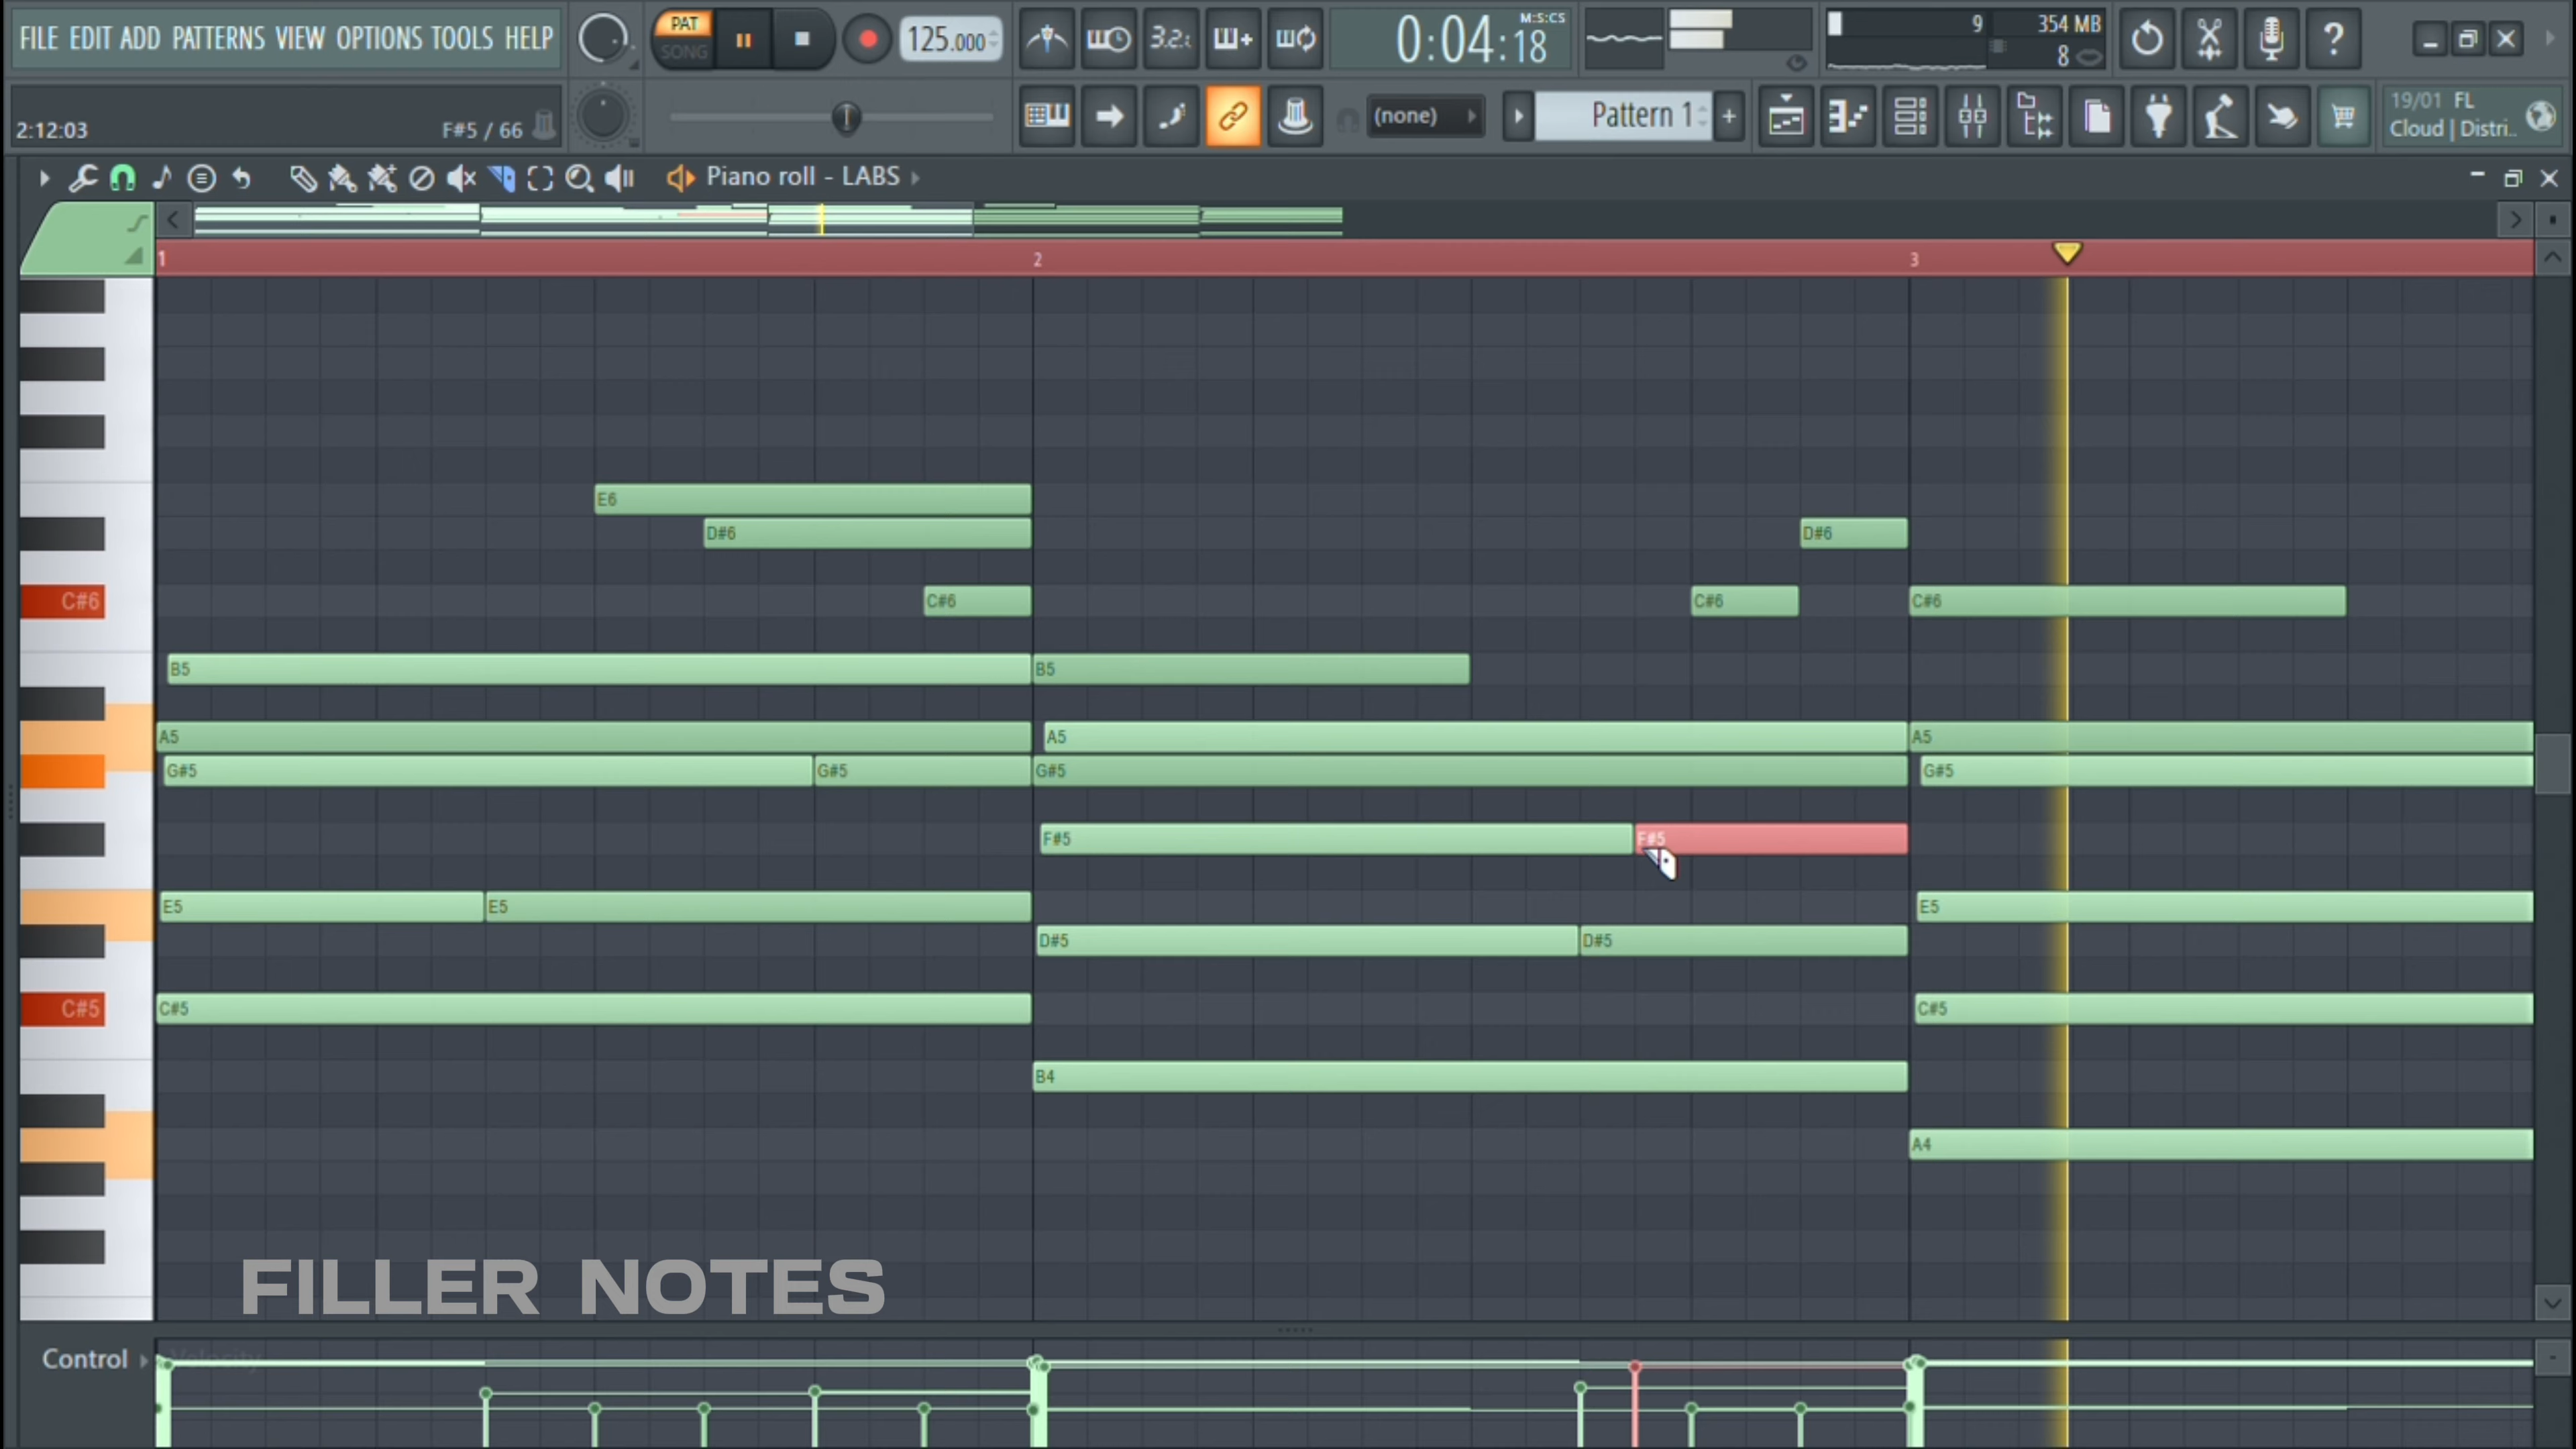 FILE EDIT ADD PATTERNS VIEW OPTIONS TOOLS HELP
PAT
SONG
125.000
3.2.
M:S:CS
0:04:18
9
354 MB
8
?
2:12:03
F#5 / 66
(none)
Pattern 1
+
19/01 FL
Cloud | Distri..
Piano roll - LABS
1
2
3
E6
D#6
D#6
C#6
C#6
C#6
C#6
B5
B5
A5
A5
A5
G#5
G#5
G#5
G#5
F#5
F#5
E5
E5
E5
D#5
D#5
C#5
C#5
C#5
B4
A4
FILLER NOTES
Control
Velocity